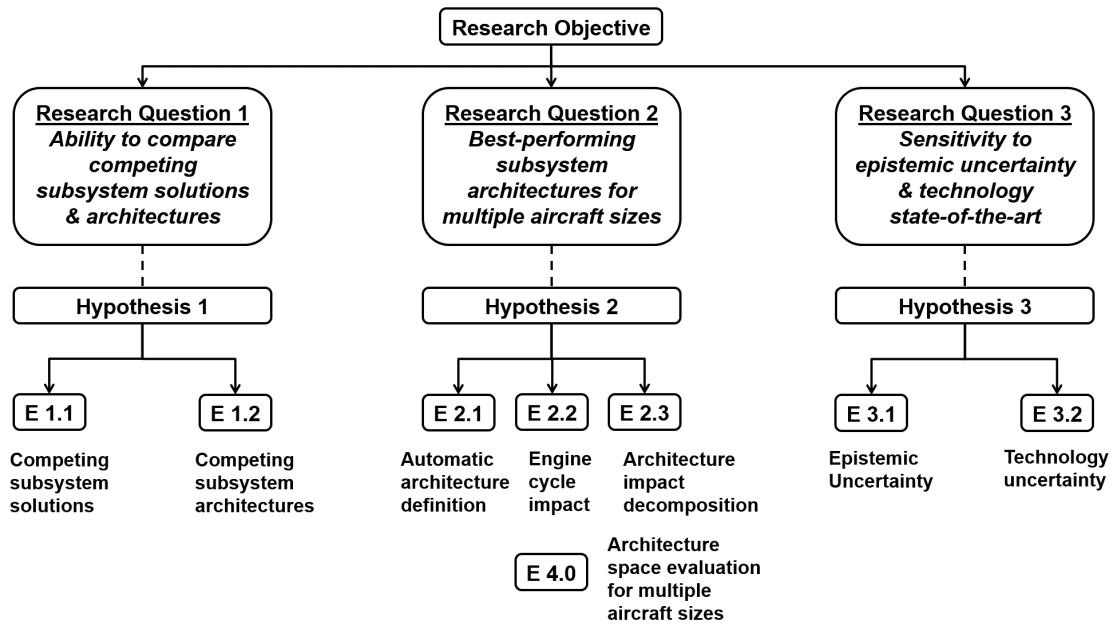 Research Objective
Research Question 1
Ability to compare
competing
subsystem solutions
& architectures
Research Question 2
Best-performing
subsystem
architectures for
multiple aircraft sizes
Research Question 3
Sensitivity to
epistemic uncertainty
& technology
state-of-the-art
Hypothesis 1
Hypothesis 2
Hypothesis 3
E 1.1
E 1.2
E 2.1
E 2.2
E 2.3
E 3.1
E 3.2
Competing
subsystem
solutions
Competing
subsystem
architectures
Automatic
architecture
definition
Engine
cycle
impact
Architecture
impact
decomposition
Epistemic
Uncertainty
Technology
uncertainty
E 4.0
Architecture
space evaluation
for multiple
aircraft sizes